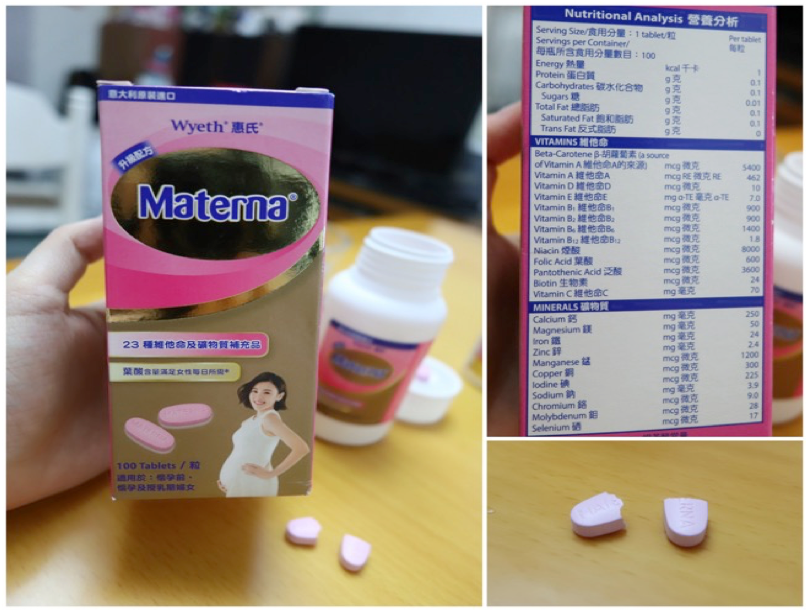 意大利原裝進口
Wyeth® 惠氏®
升級配方
Materna®
23 種維他命及礦物質補充品
葉酸含量滿足女性每日所需*
100 Tablets / 粒
適用於：懷孕前、
懷孕及授乳期婦女
Materna
Nutritional Analysis 營養分析
Serving Size/食用分量：1 tablet/粒
Servings per Container/
每瓶所含食用分量數目：100
Per tablet
每粒
Energy 熱量 kcal 千卡 1
Protein 蛋白質 g 克 0.1
Carbohydrates 碳水化合物 g 克 0.1
Sugars 糖 g 克 0.01
Total Fat 總脂肪 g 克 0.1
Saturated Fat 飽和脂肪 g 克 0.1
Trans Fat 反式脂肪 g 克 0
VITAMINS 維他命
Beta-Carotene β-胡蘿蔔素 (a source
of Vitamin A 維他命A的來源) mcg 微克 5400
Vitamin A 維他命A mcg RE 微克 RE 462
Vitamin D 維他命D mcg 微克 10
Vitamin E 維他命E mg α-TE 毫克 α-TE 7.0
Vitamin B₁ 維他命B₁ mcg 微克 900
Vitamin B₂ 維他命B₂ mcg 微克 900
Vitamin B₆ 維他命B₆ mcg 微克 1400
Vitamin B₁₂ 維他命B₁₂ mcg 微克 1.8
Niacin 煙酸 mcg 微克 8000
Folic Acid 葉酸 mcg 微克 600
Pantothenic Acid 泛酸 mcg 微克 3600
Biotin 生物素 mcg 微克 24
Vitamin C 維他命C mg 毫克 70
MINERALS 礦物質
Calcium 鈣 mg 毫克 250
Magnesium 鎂 mg 毫克 50
Iron 鐵 mg 毫克 24
Zinc 鋅 mg 毫克 2.4
Manganese 錳 mcg 微克 1200
Copper 銅 mcg 微克 300
Iodine 碘 mcg 微克 225
Sodium 鈉 mg 毫克 3.9
Chromium 鉻 mcg 微克 9.0
Molybdenum 鉬 mcg 微克 28
Selenium 硒 mcg 微克 17